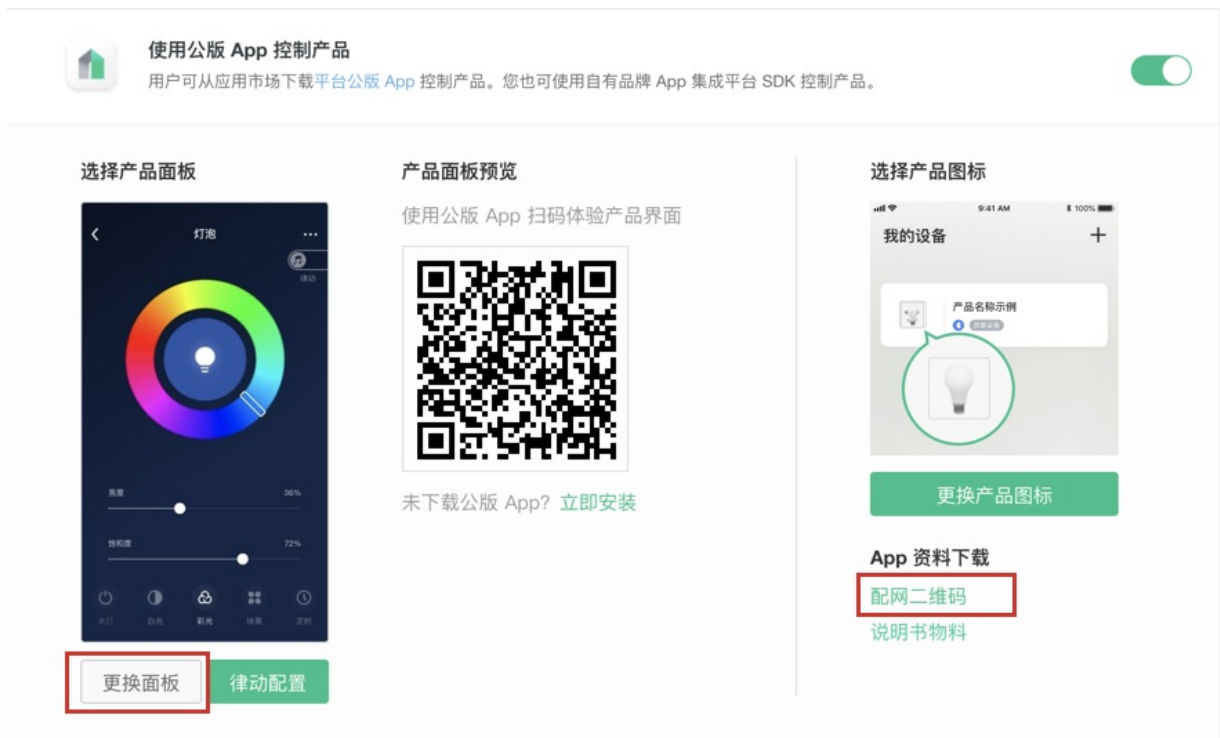 使用公版 App 控制产品
用户可从应用市场下载平台公版 App 控制产品。您也可使用自有品牌 App 集成平台 SDK 控制产品。
选择产品面板
灯泡
律动
亮度
36%
饱和度
72%
关灯
白光
彩光
场景
定时
更换面板
律动配置
产品面板预览
使用公版 App 扫码体验产品界面
未下载公版 App? 立即安装
选择产品图标
9:41 AM
100%
我的设备
产品名称示例
共享设备
更换产品图标
App 资料下载
配网二维码
说明书物料